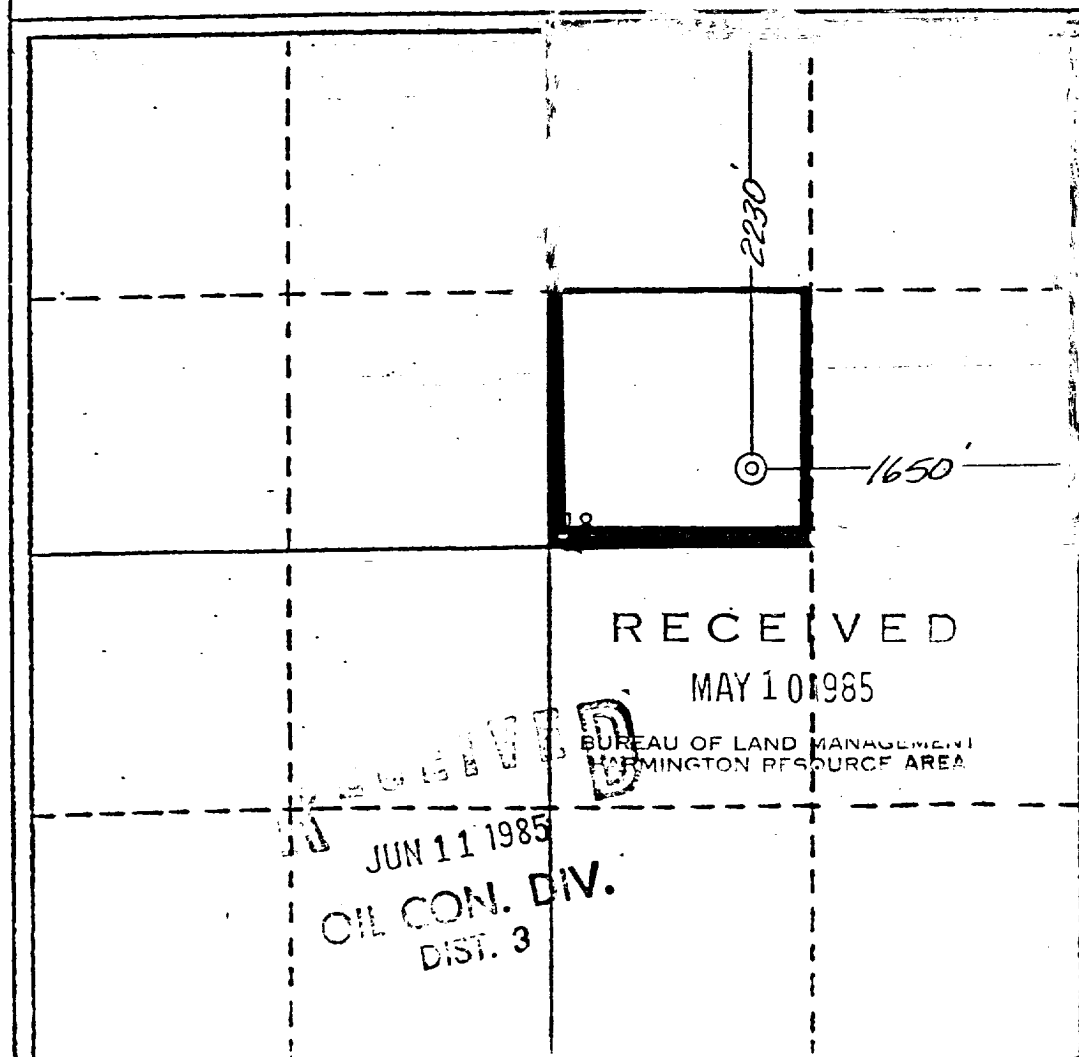 2230'
1650'
18
RECEIVED
MAY 10 1985
BUREAU OF LAND MANAGEMENT
FARMINGTON RESOURCE AREA
RECEIVED
JUN 11 1985
OIL CON. DIV.
DIST. 3